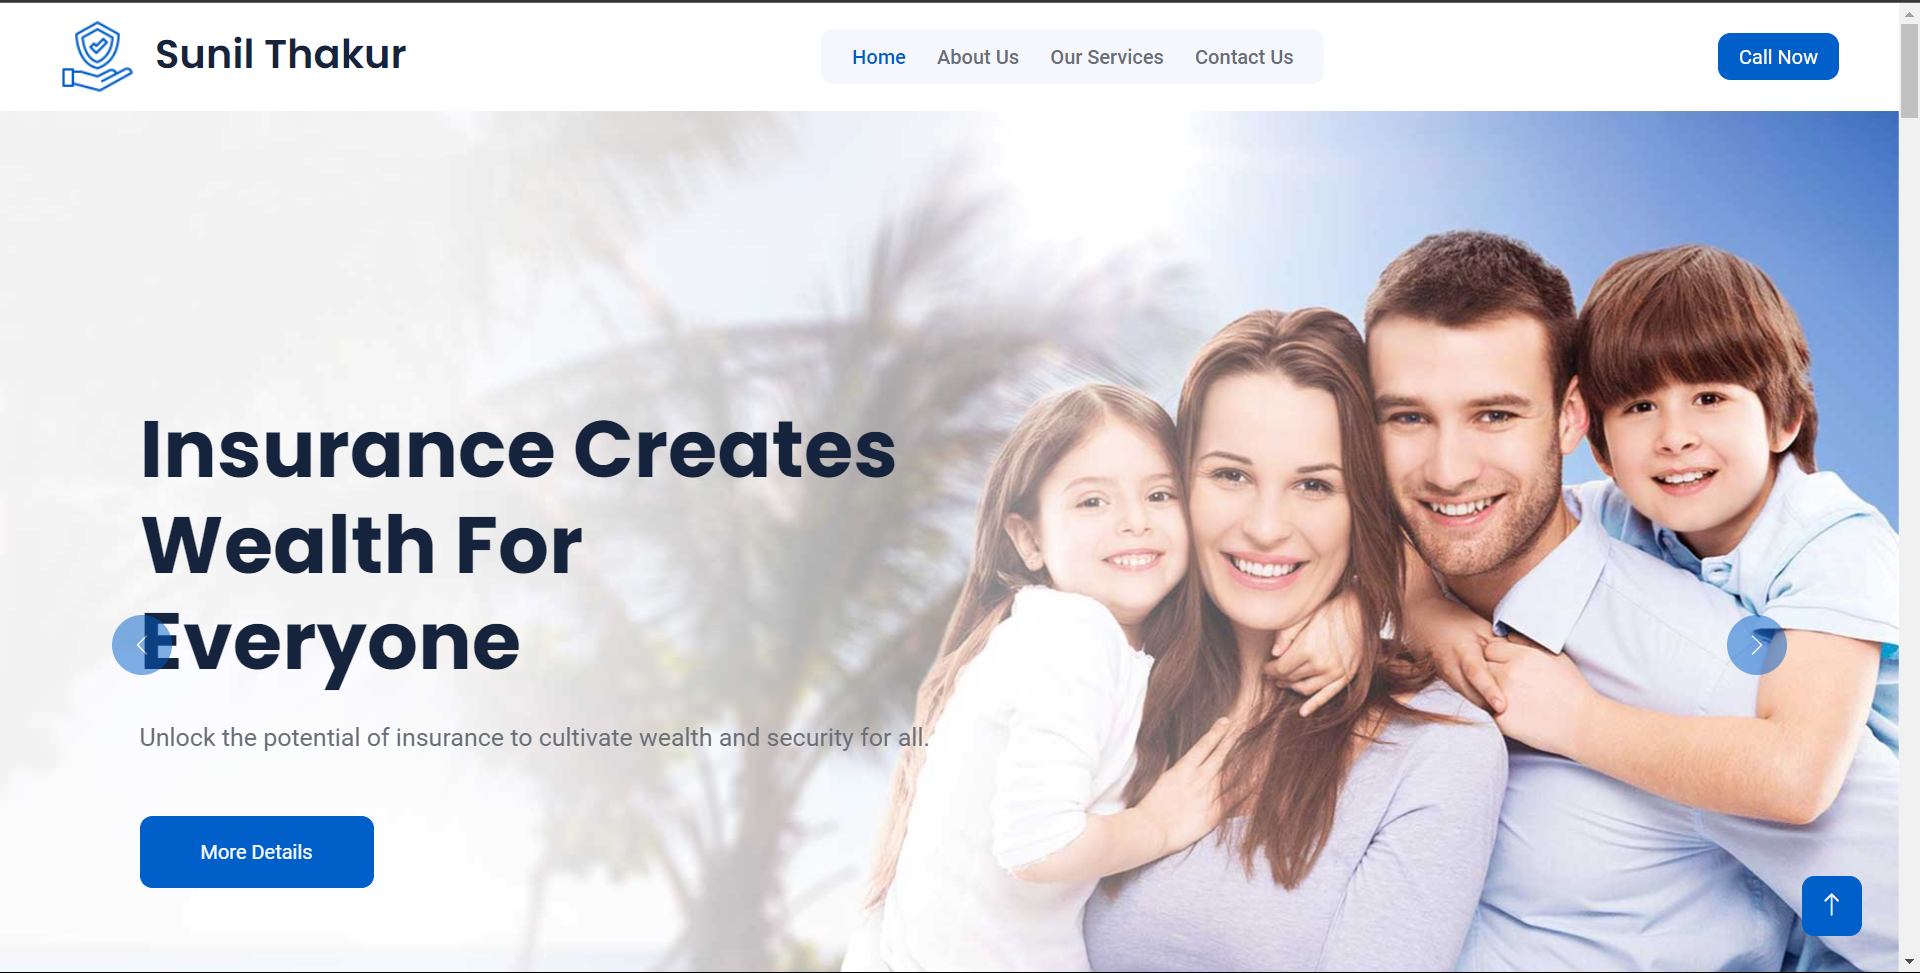 Sunil Thakur
Home About Us Our Services Contact Us
Call Now
Insurance Creates
Wealth For
Everyone
Unlock the potential of insurance to cultivate wealth and security for all.
More Details